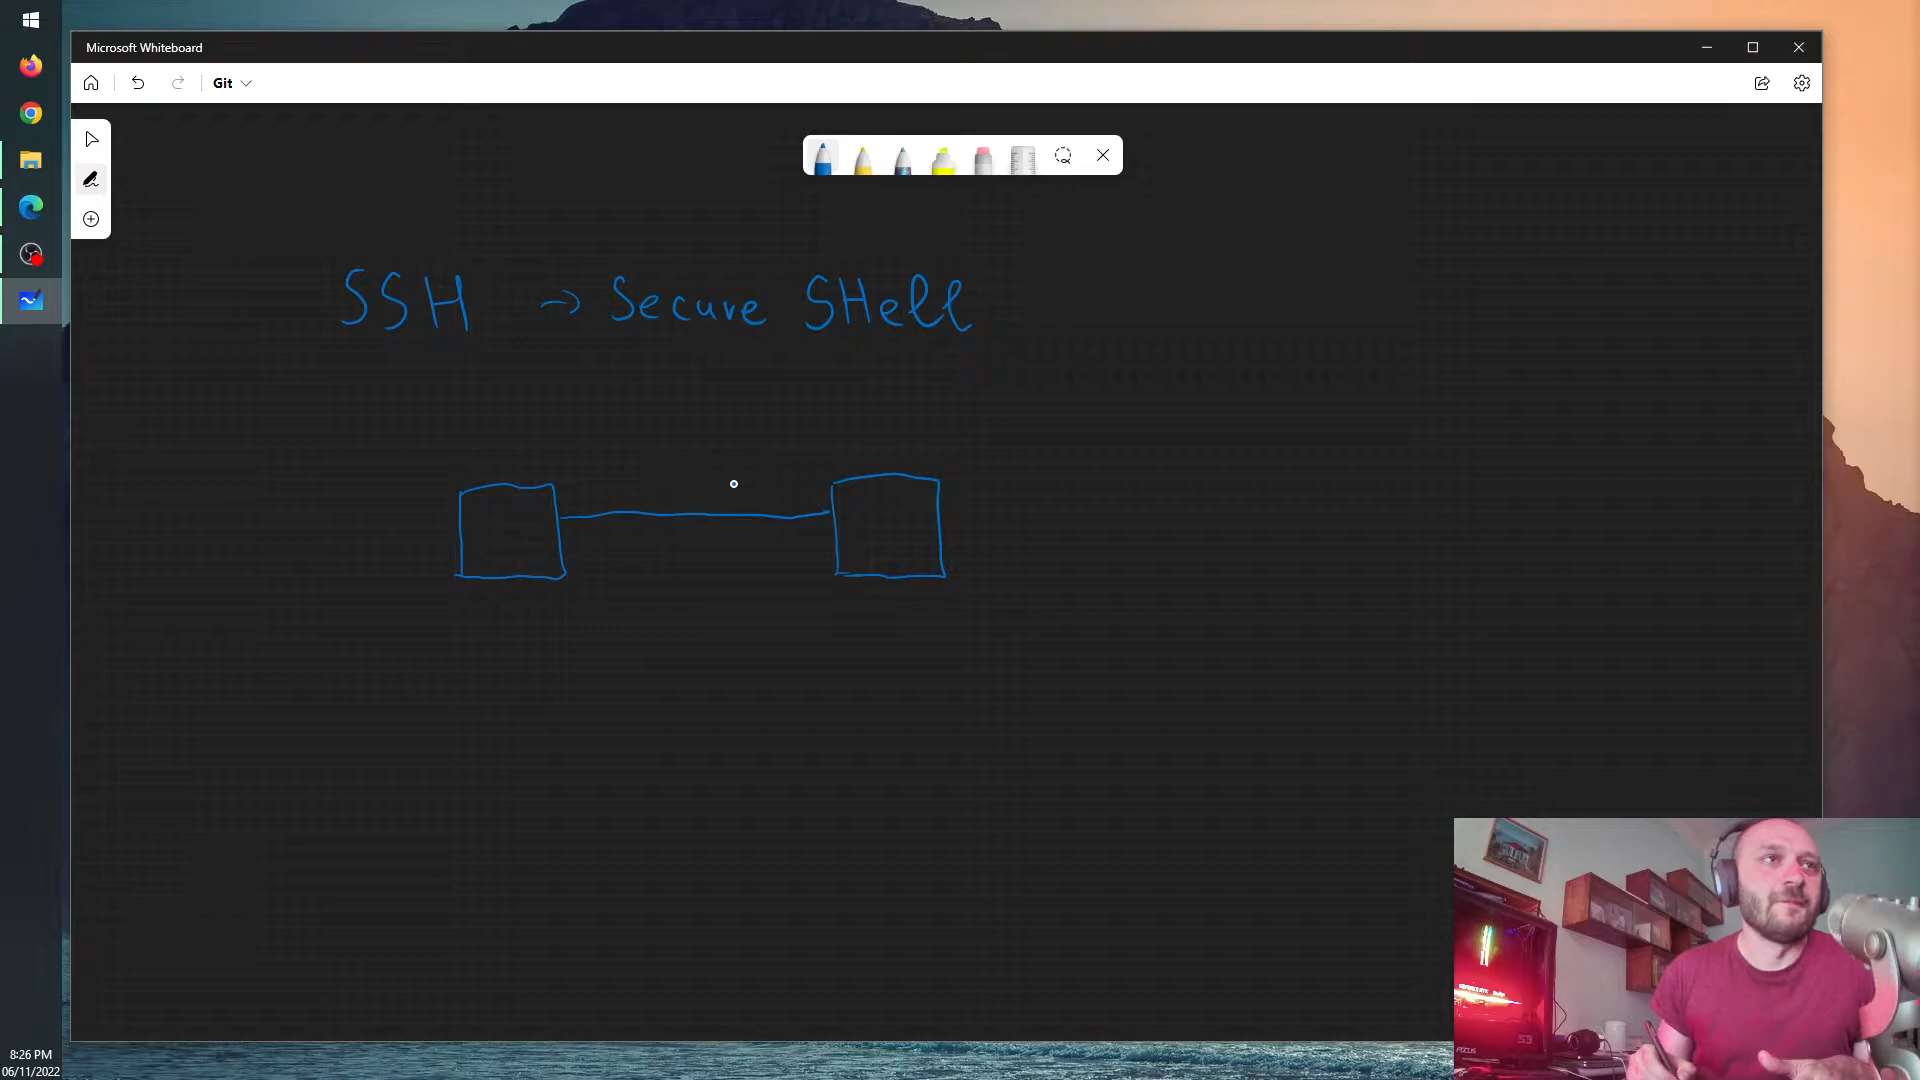 Microsoft Whiteboard
Git
SSH → Secure SHell
8:26 PM
06/11/2022